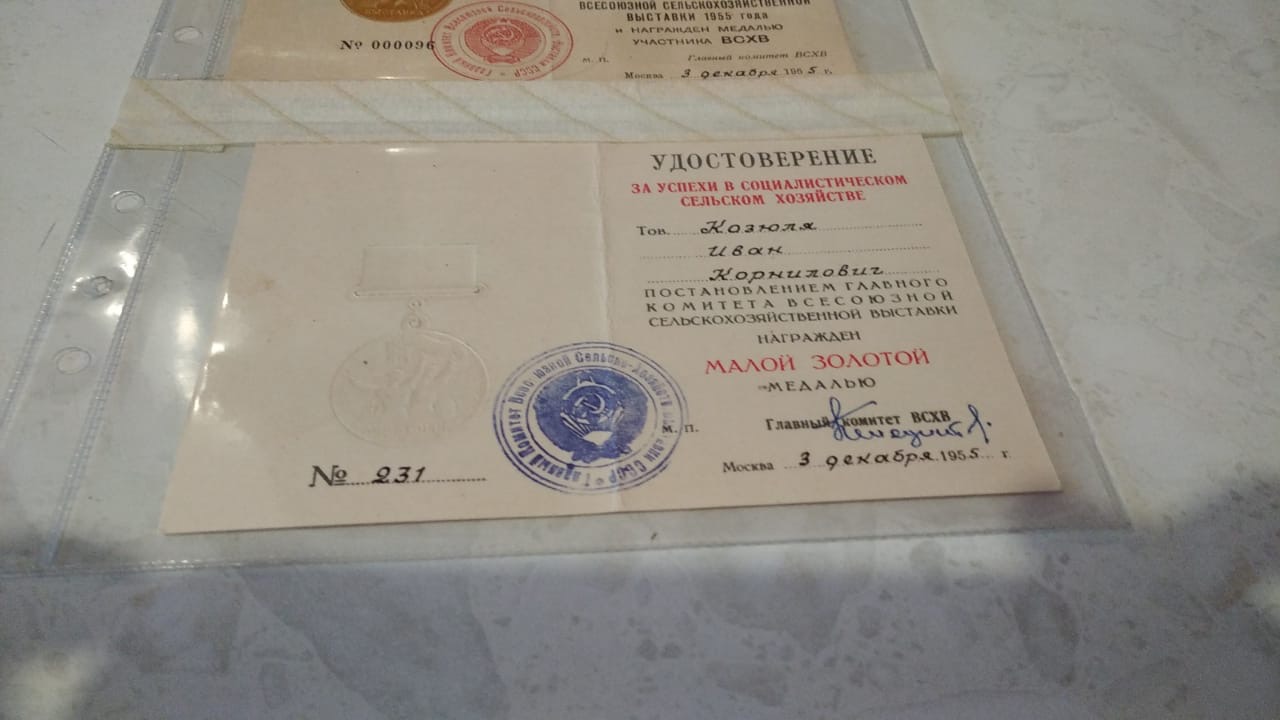 ВСЕСОЮЗНОЙ СЕЛЬСКОХОЗЯЙСТВЕННОЙ
ВЫСТАВКИ 1955 года
и НАГРАЖДЕН МЕДАЛЬЮ
УЧАСТНИКА ВСХВ
№ 000096
м. п.
Главный комитет ВСХВ
Москва 3 декабря 1955 г.
УДОСТОВЕРЕНИЕ
ЗА УСПЕХИ В СОЦИАЛИСТИЧЕСКОМ
СЕЛЬСКОМ ХОЗЯЙСТВЕ
Тов. Козюля
Иван
Корнилович
ПОСТАНОВЛЕНИЕМ ГЛАВНОГО
КОМИТЕТА ВСЕСОЮЗНОЙ
СЕЛЬСКОХОЗЯЙСТВЕННОЙ ВЫСТАВКИ
НАГРАЖДЕН
МАЛОЙ ЗОЛОТОЙ
МЕДАЛЬЮ
м. п.
Главный комитет ВСХВ
№ 231
Москва 3 декабря 1955 г